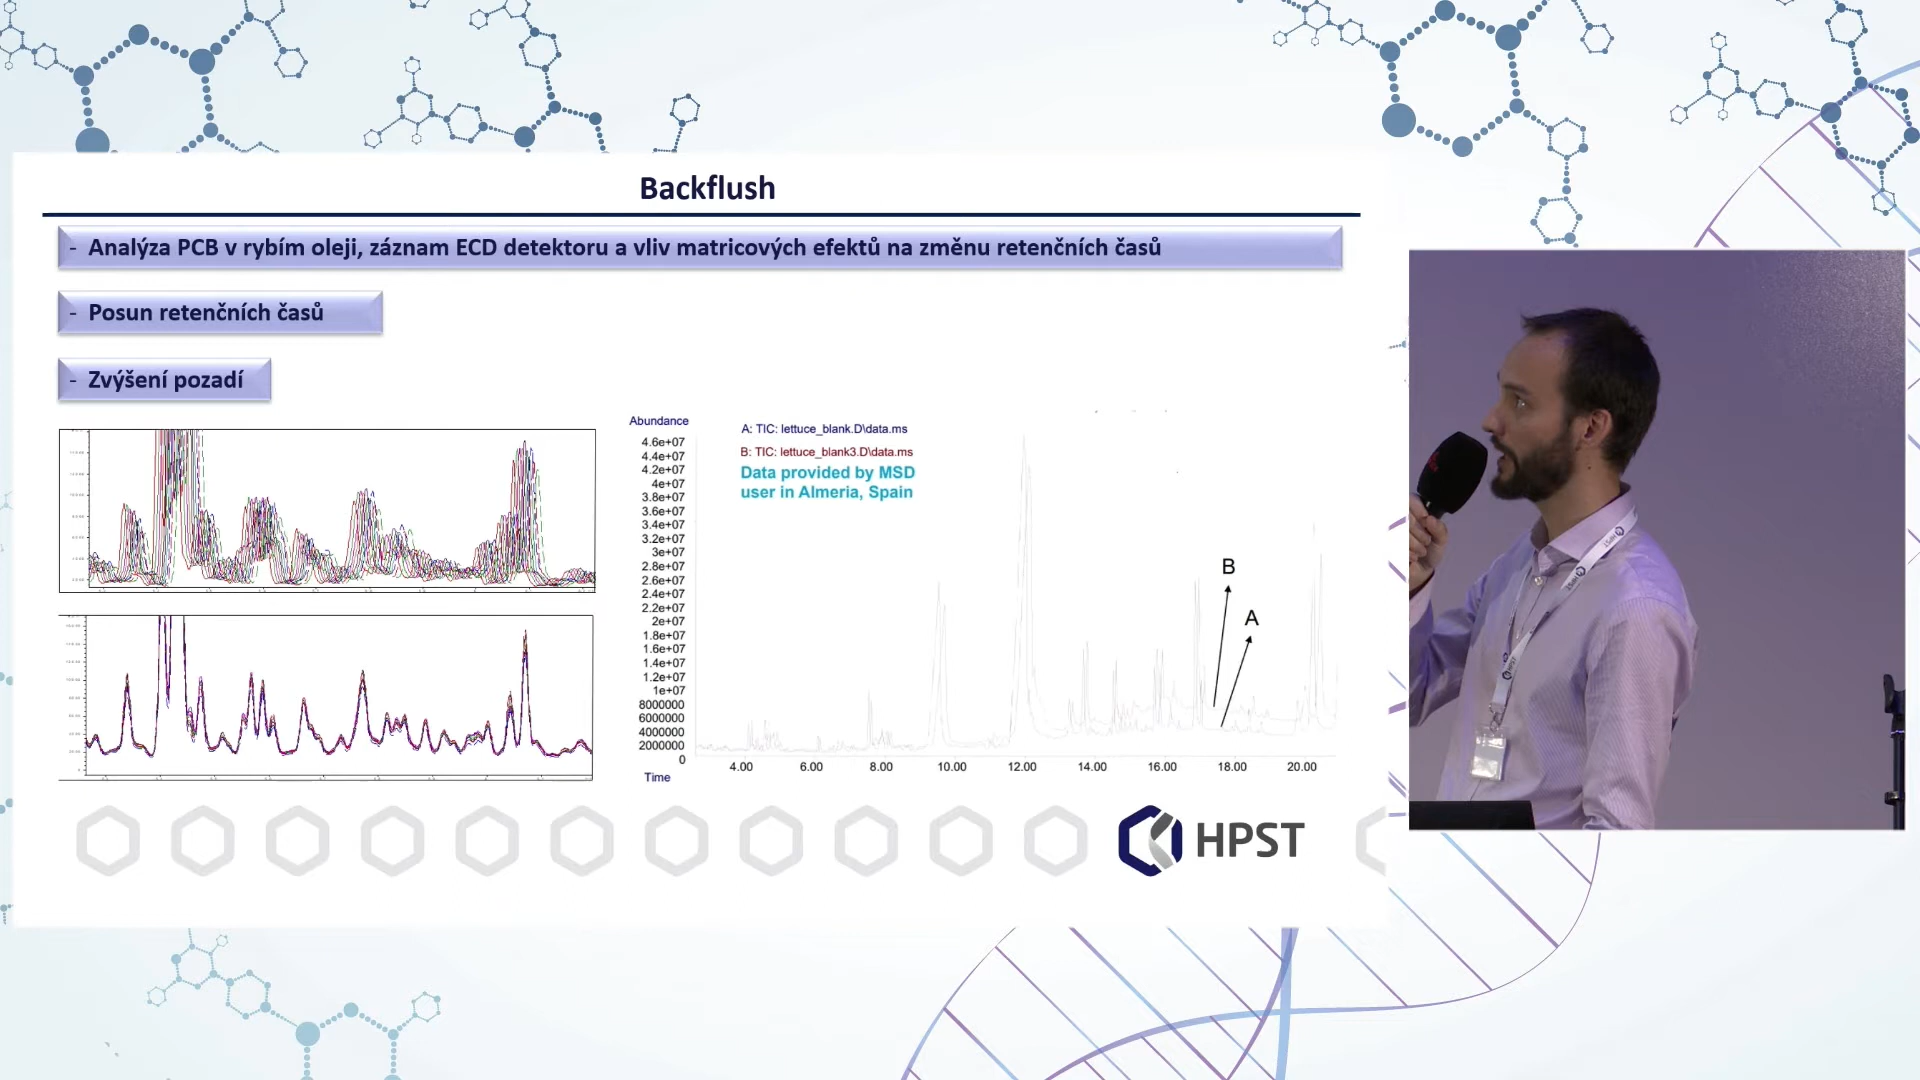 Backflush
- Analýza PCB v rybím oleji, záznam ECD detektoru a vliv matricových efektů na změnu retenčních časů
- Posun retenčních časů
- Zvýšení pozadí
Abundance
A: TIC: lettuce_blank.D\data.ms
B: TIC: lettuce_blank3.D\data.ms
Data provided by MSD
user in Almeria, Spain
4.6e+07
4.4e+07
4.2e+07
4e+07
3.8e+07
3.6e+07
3.4e+07
3.2e+07
3e+07
2.8e+07
2.6e+07
2.4e+07
2.2e+07
2e+07
1.8e+07
1.6e+07
1.4e+07
1.2e+07
1e+07
8000000
6000000
4000000
2000000
0
B
A
4.00 6.00 8.00 10.00 12.00 14.00 16.00 18.00 20.00
Time
HPST
HPST
HPST
HPST